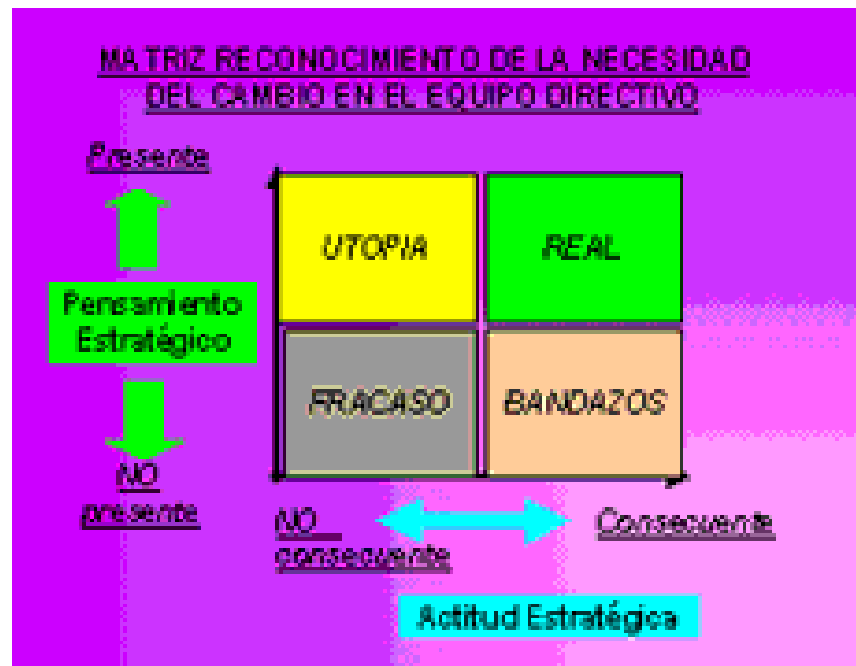 MATRIZ RECONOCIMIENTO DE LA NECESIDAD
DEL CAMBIO EN EL EQUIPO DIRECTIVO
Presente
UTOPIA
REAL
Pensamiento
Estratégico
FRACASO
BANDAZOS
NO
presente
NO
consecuente
Consecuente
Actitud Estratégica